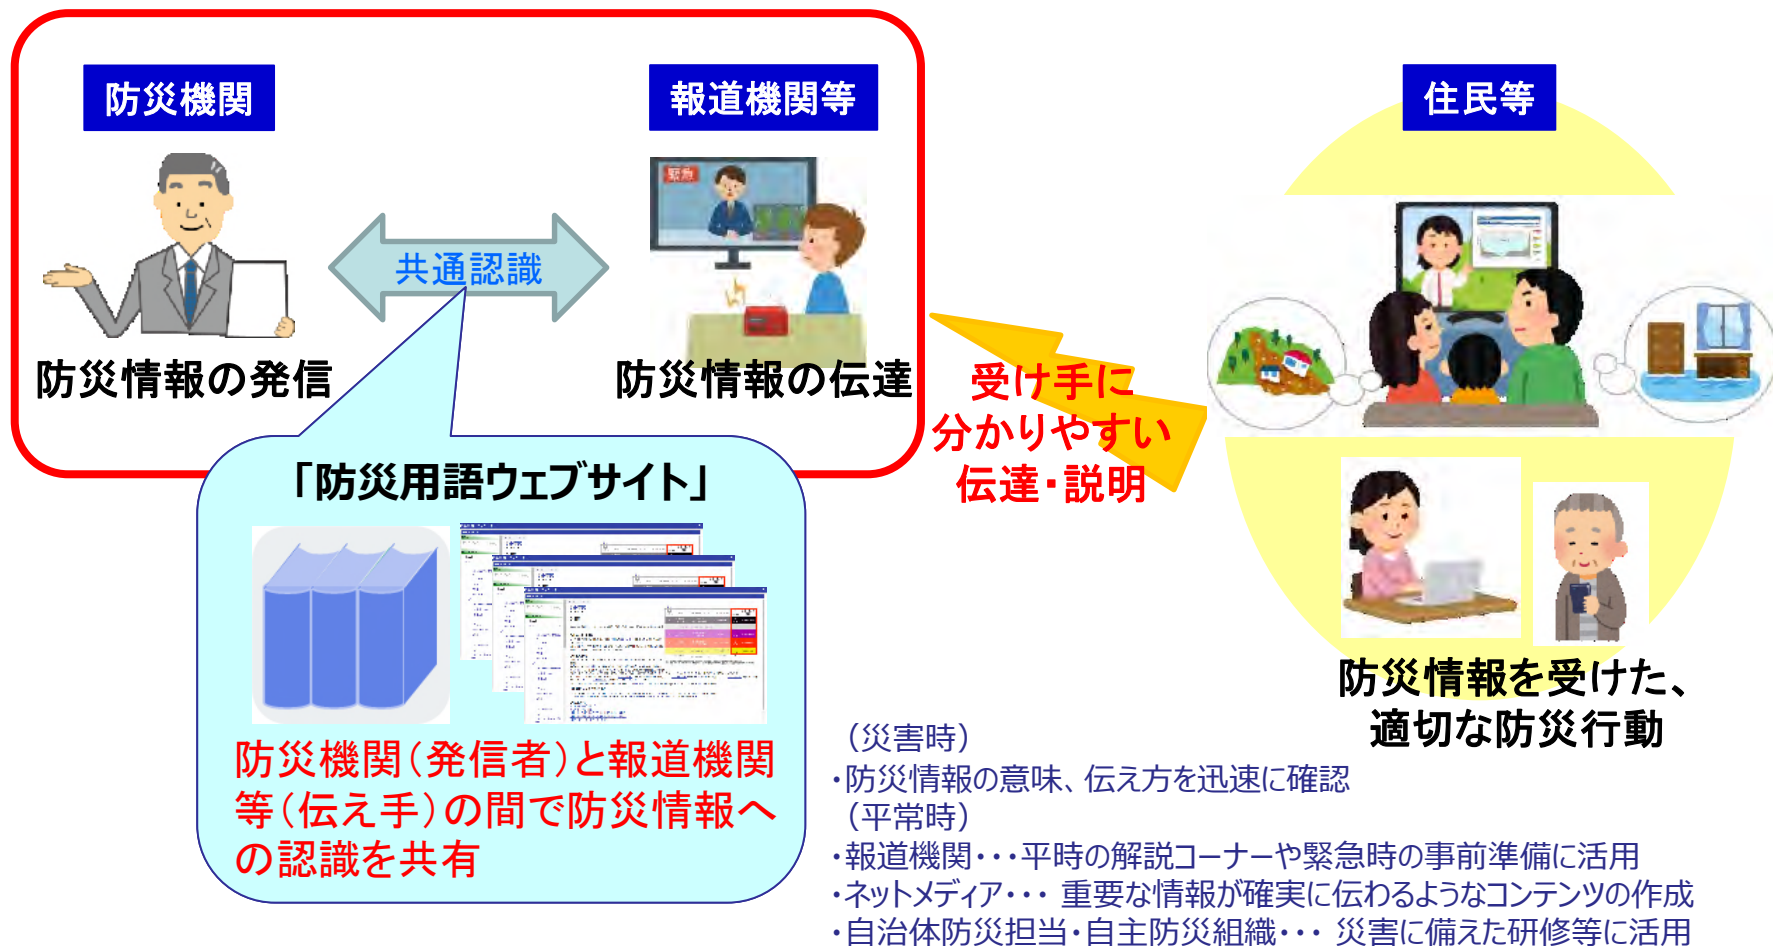 防災機関
報道機関等
住民等
緊急
共通認識
防災情報の発信
防災情報の伝達
受け手に
分かりやすい
伝達・説明
「防災用語ウェブサイト」
防災機関（発信者）と報道機関
等（伝え手）の間で防災情報へ
の認識を共有
防災情報を受けた、
適切な防災行動
（災害時）
・防災情報の意味、伝え方を迅速に確認
（平常時）
・報道機関・・・平時の解説コーナーや緊急時の事前準備に活用
・ネットメディア・・・ 重要な情報が確実に伝わるようなコンテンツの作成
・自治体防災担当・自主防災組織・・・ 災害に備えた研修等に活用